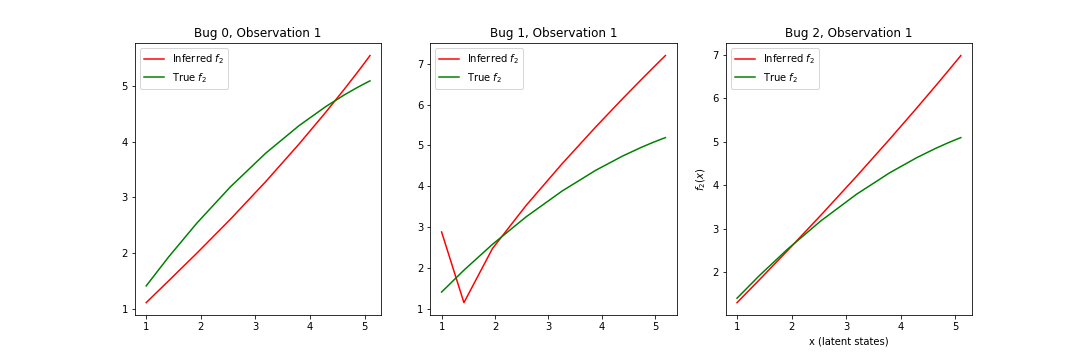 Bug 0, Observation 1
Inferred f₂
True f₂
5
4
3
2
1
1 2 3 4 5
Bug 1, Observation 1
Inferred f₂
True f₂
7
6
5
4
3
2
1
1 2 3 4 5
Bug 2, Observation 1
Inferred f₂
True f₂
f₂(x)
7
6
5
4
3
2
1 2 3 4 5
x (latent states)